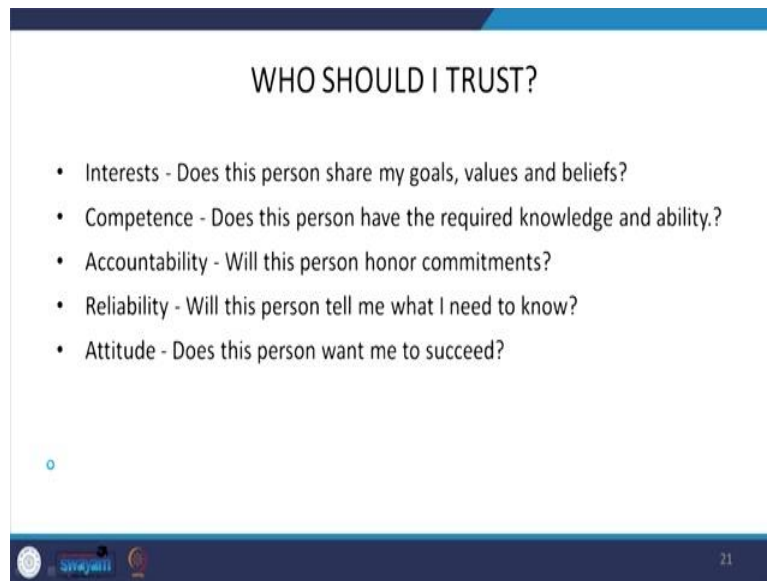 WHO SHOULD I TRUST?
• Interests - Does this person share my goals, values and beliefs?
• Competence - Does this person have the required knowledge and ability.?
• Accountability - Will this person honor commitments?
• Reliability - Will this person tell me what I need to know?
• Attitude - Does this person want me to succeed?
swayam
21